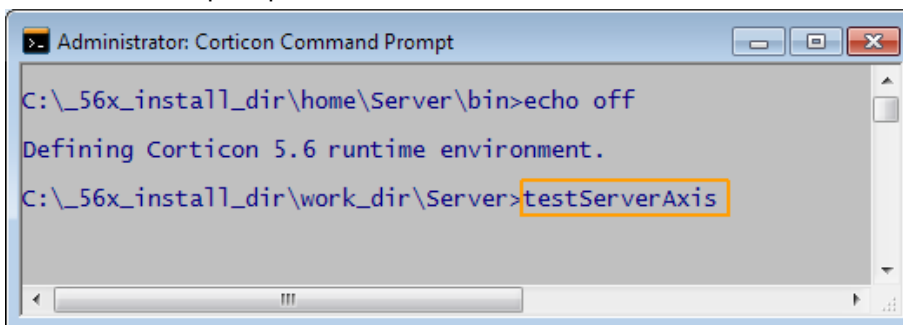 Administrator: Corticon Command Prompt
C:\_56x_install_dir\home\Server\bin>echo off
Defining Corticon 5.6 runtime environment.
C:\_56x_install_dir\work_dir\Server>testServerAxis